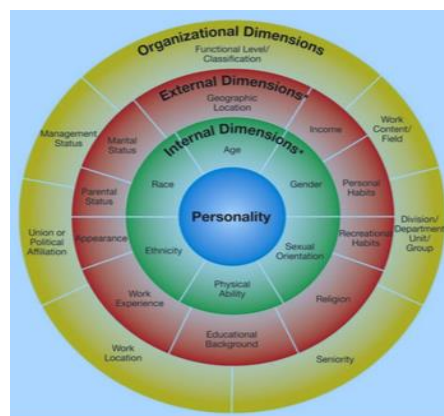 Organizational Dimensions
Functional Level/
Classification
External Dimensions*
Geographic
Location
Management
Status
Marital
Status
Income
Work
Content/
Field
Internal Dimensions*
Age
Race
Gender
Parental
Status
Personal
Habits
Personality
Union or
Political
Affiliation
Appearance
Recreational
Habits
Division/
Department
Unit/
Group
Ethnicity
Sexual
Orientation
Physical
Ability
Work
Experience
Religion
Educational
Background
Work
Location
Seniority